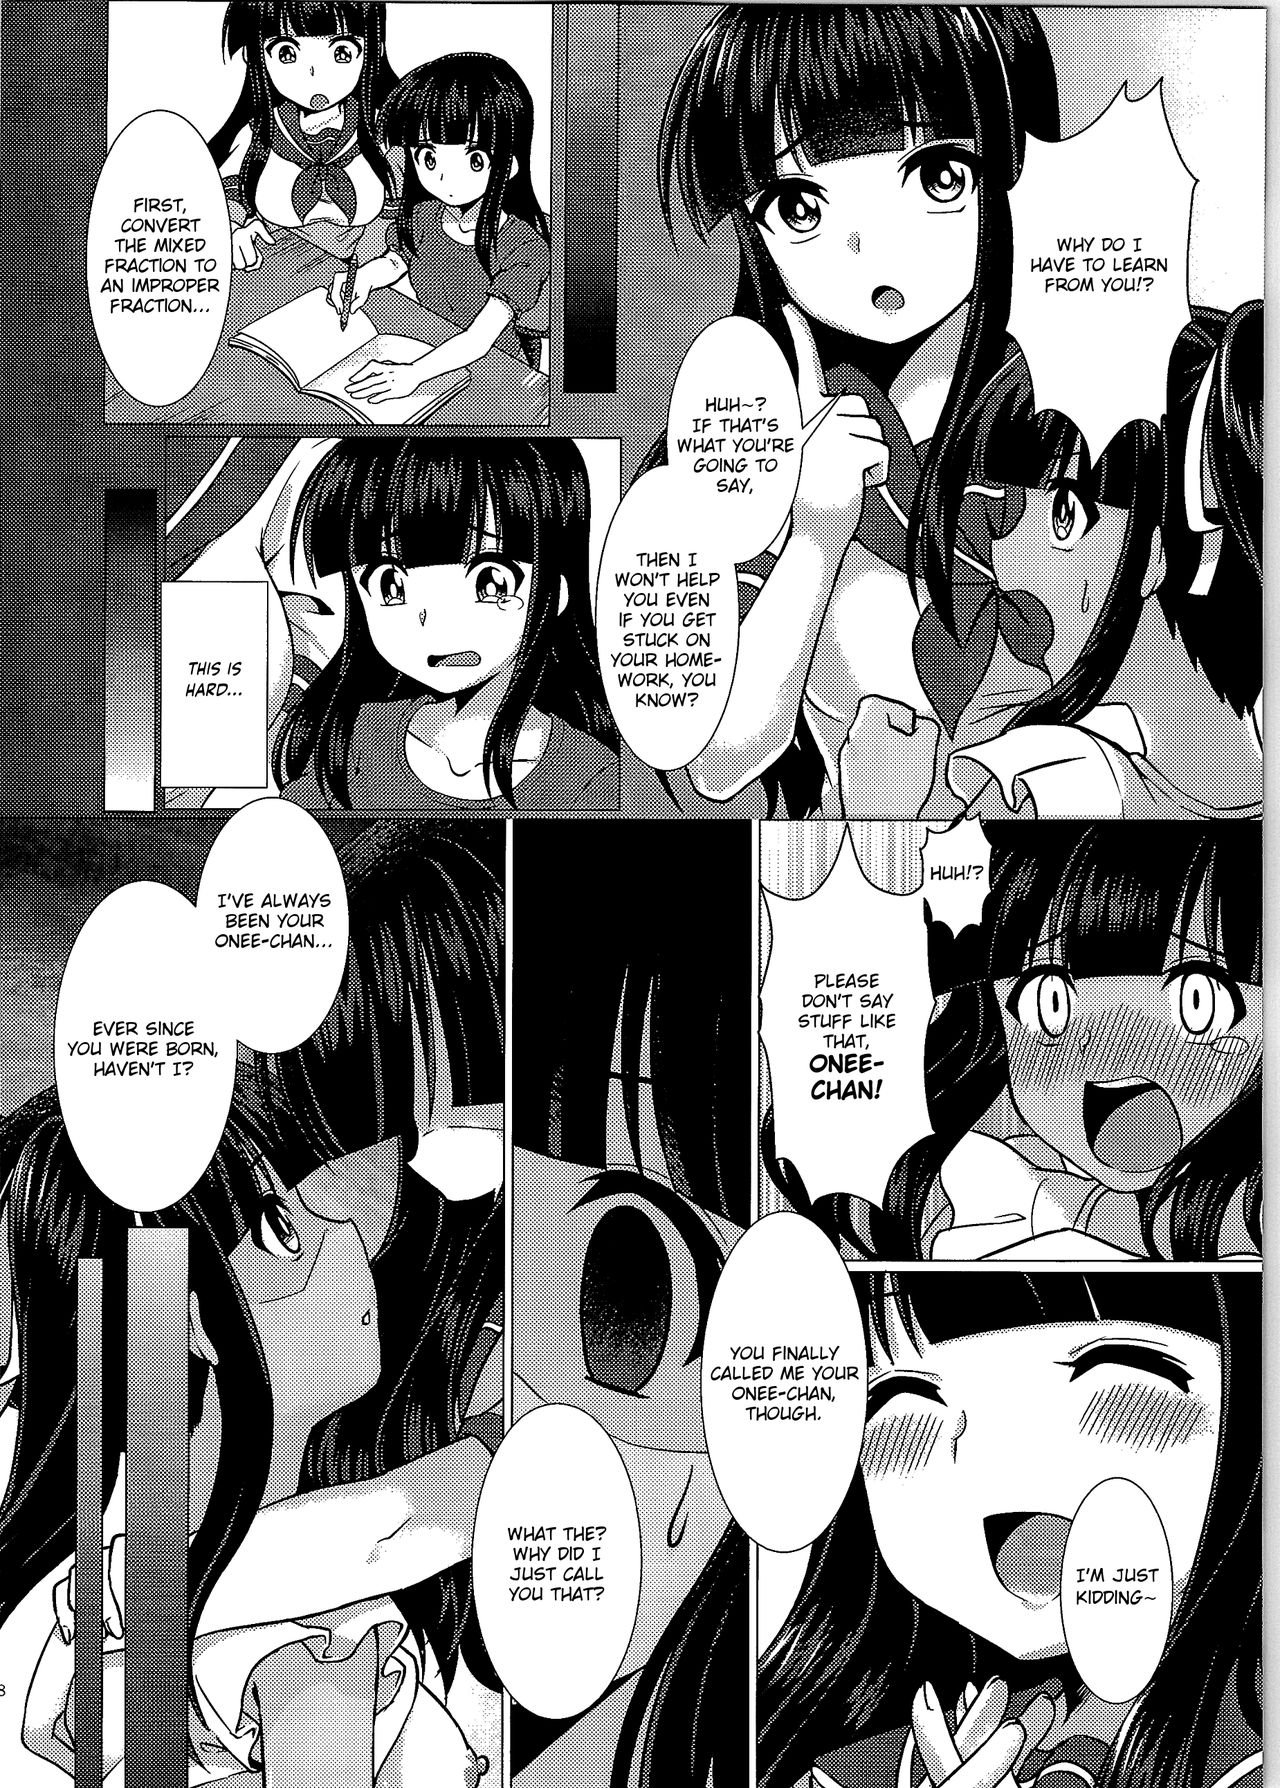 WHY DO I
HAVE TO LEARN
FROM YOU!?
HUH~?
IF THAT'S
WHAT YOU'RE
GOING TO
SAY,
THEN I
WON'T HELP
YOU EVEN
IF YOU GET
STUCK ON
YOUR HOME-
WORK, YOU
KNOW?
FIRST,
CONVERT
THE MIXED
FRACTION TO
AN IMPROPER
FRACTION...
THIS IS
HARD...
HUH!?
PLEASE
DON'T SAY
STUFF LIKE
THAT,
ONEE-
CHAN!
YOU FINALLY
CALLED ME YOUR
ONEE-CHAN,
THOUGH.
I'M JUST
KIDDING~
WHAT THE?
WHY DID I
JUST CALL
YOU THAT?
I'VE ALWAYS
BEEN YOUR
ONEE-CHAN...
EVER SINCE
YOU WERE BORN,
HAVEN'T I?
8